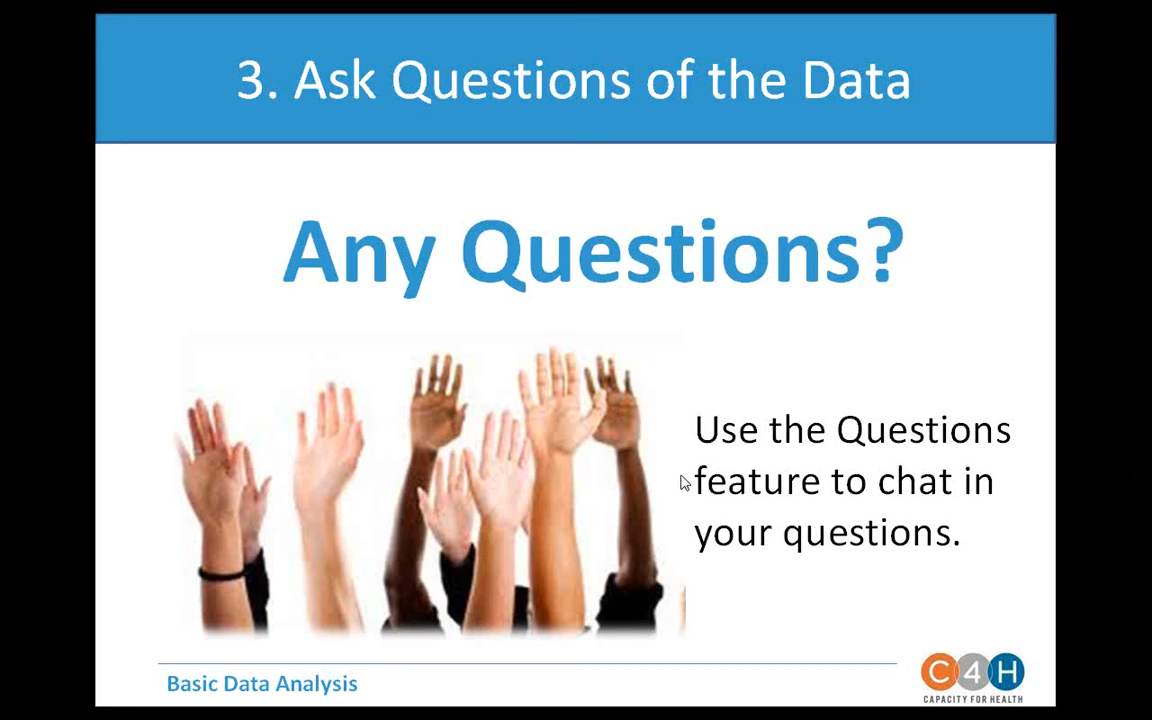 3. Ask Questions of the Data
Any Questions?
Use the Questions
feature to chat in
your questions.
Basic Data Analysis
C4H
CAPACITY FOR HEALTH